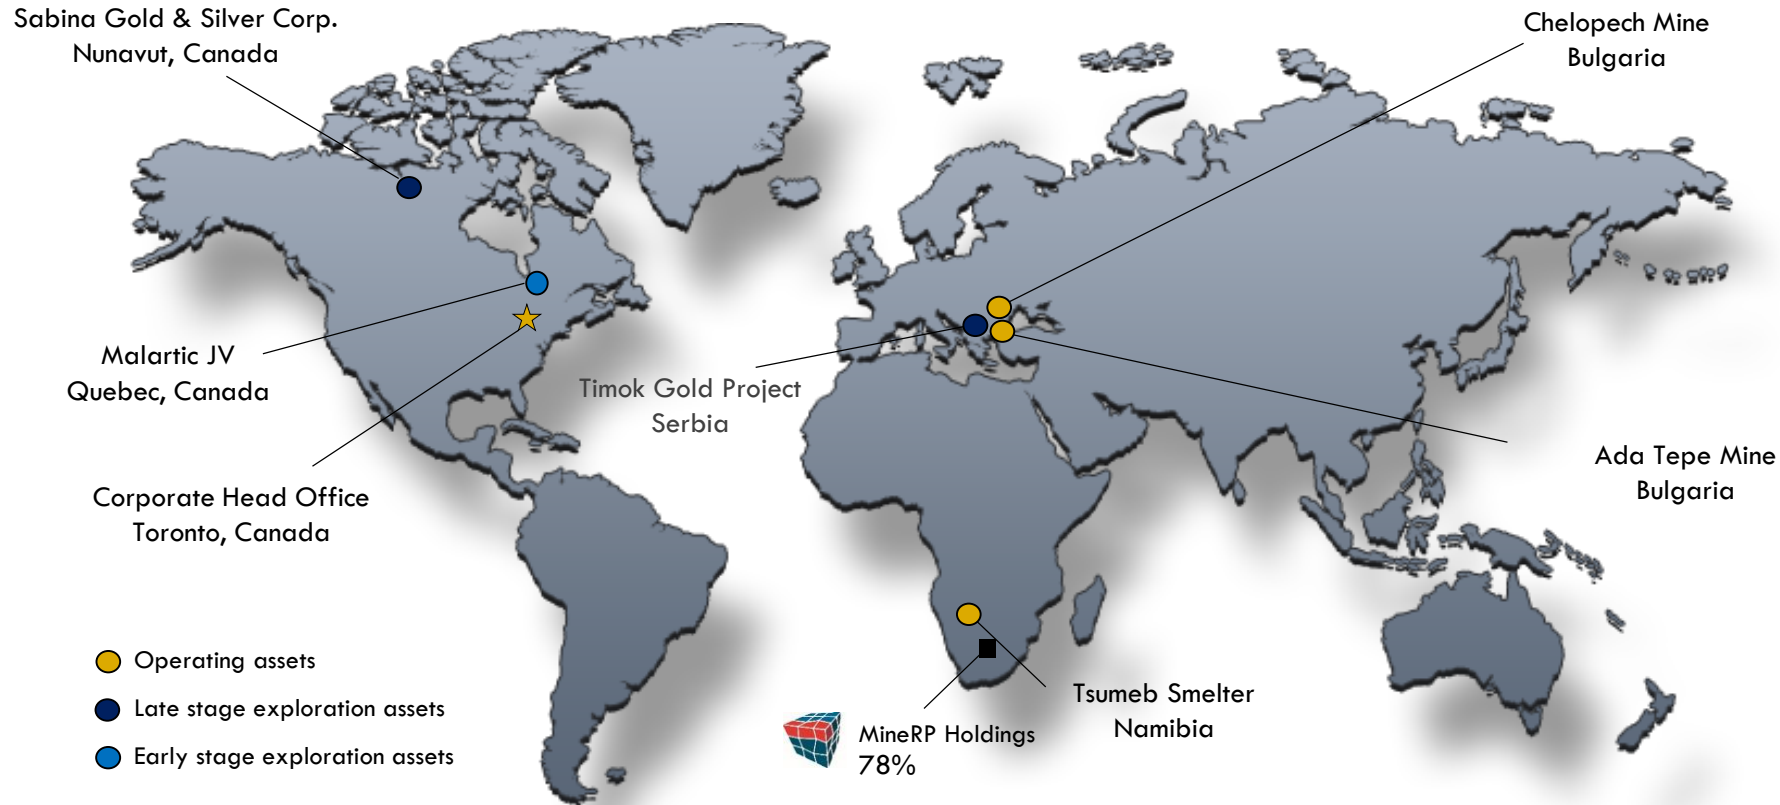 Sabina Gold & Silver Corp.
Nunavut, Canada
Chelopech Mine
Bulgaria
Malartic JV
Quebec, Canada
Timok Gold Project
Serbia
Corporate Head Office
Toronto, Canada
Ada Tepe Mine
Bulgaria
Operating assets
Late stage exploration assets
Early stage exploration assets
MineRP Holdings
78%
Tsumeb Smelter
Namibia